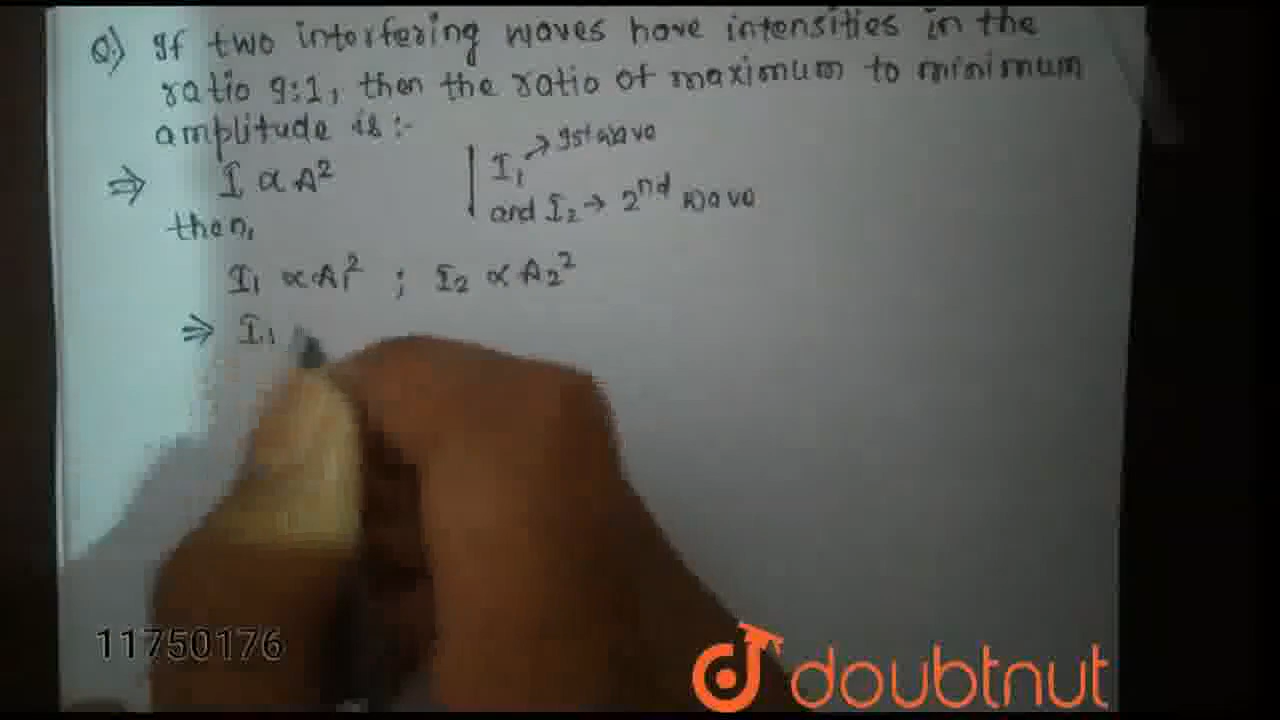 Q.) If two interfering waves have intensities in the
ratio 9:1, then the ratio of maximum to minimum
amplitude is :-
⇒ I ∝ A²
I₁ → Ist wave
and I₂ → 2nd wave
then,
I₁ ∝ A₁² ; I₂ ∝ A₂²
⇒ I₁
11750176
doubtnut